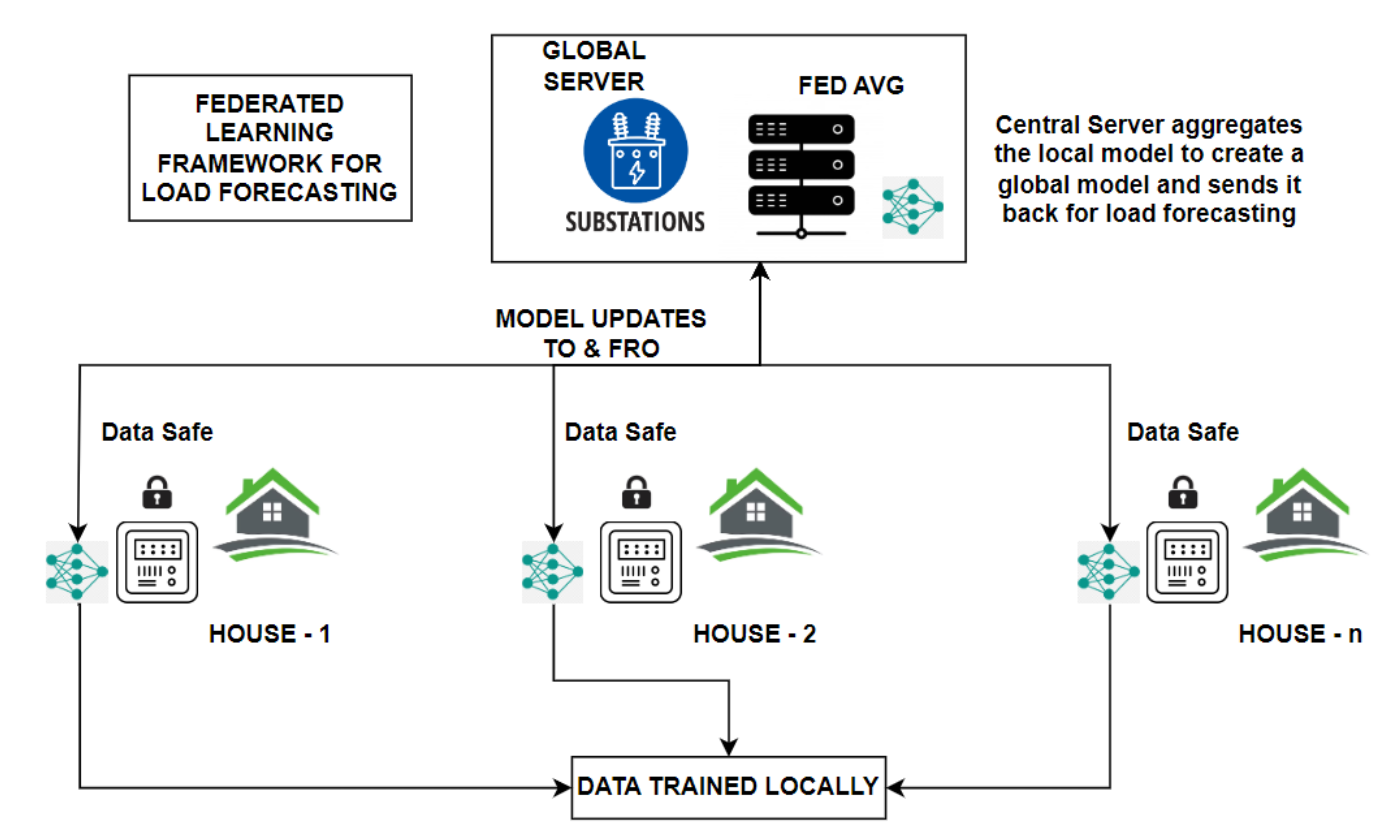 FEDERATED
LEARNING
FRAMEWORK FOR
LOAD FORECASTING
GLOBAL
SERVER
FED AVG
SUBSTATIONS
Central Server aggregates
the local model to create a
global model and sends it
back for load forecasting
MODEL UPDATES
TO & FRO
Data Safe
Data Safe
Data Safe
HOUSE - 1
HOUSE - 2
HOUSE - n
DATA TRAINED LOCALLY